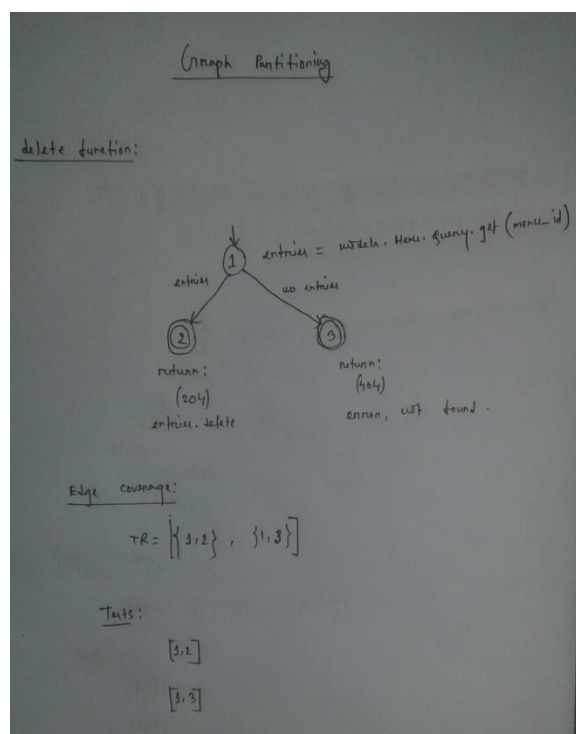 Graph Partitioning
delete function:
1
entries = models.Menu.query.get (menu_id)
entries
no entries
2
3
return:
(204)
entries.delete
return:
(404)
error, not found.
Edge coverage:
TR = [{1,2} , {1,3}]
Tests:
[1,2]
[1,3]